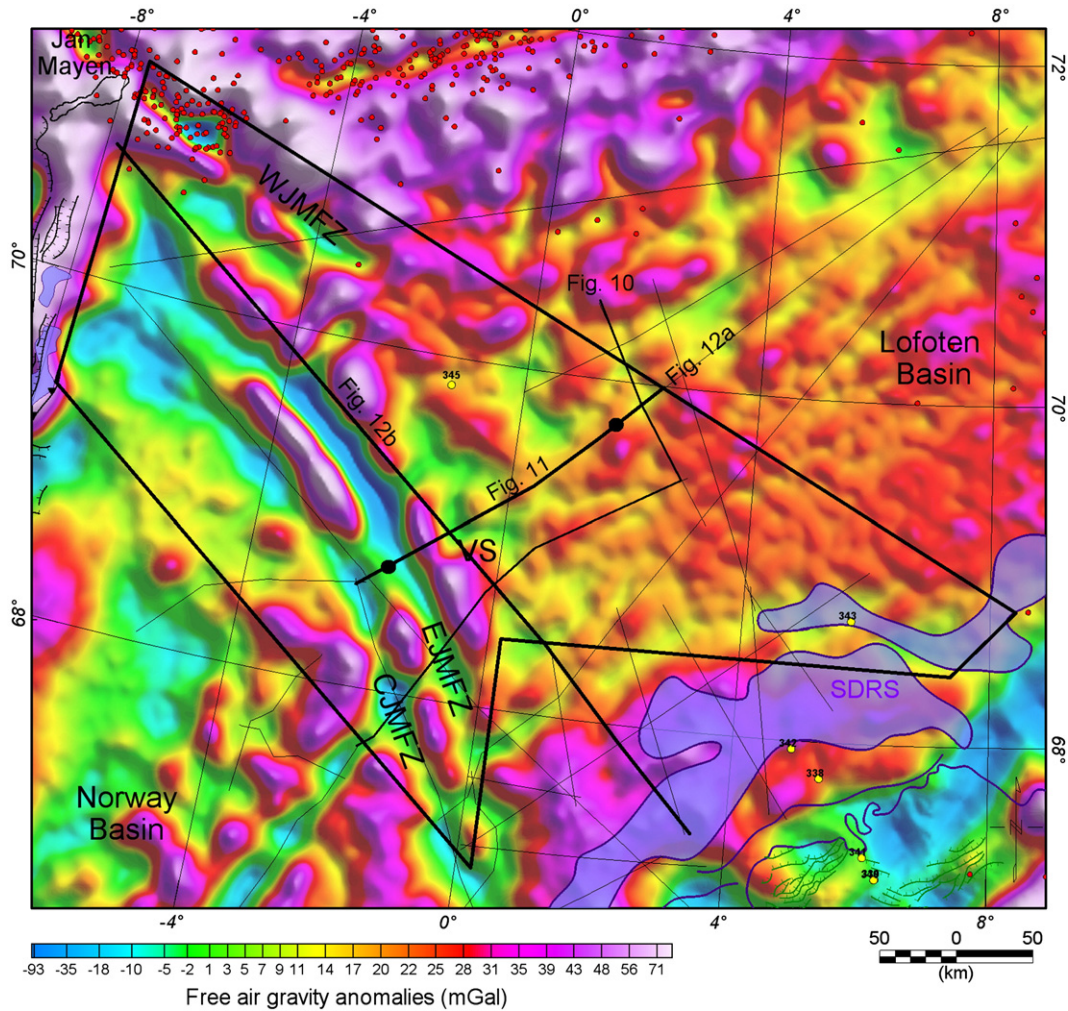 -8°
-4°
0°
4°
8°
Jan
Mayen
72°
WJMFZ
70°
Fig. 10
Fig. 12a
Lofoten
Basin
345
Fig. 12b
70°
Fig. 11
VS
68°
343
EJMFZ
SDRS
CJMFZ
342
68°
338
Norway
Basin
N
-4°
0°
4°
8°
8°
50 0 50
(km)
-93 -35 -18 -10 -5 -2 1 3 5 7 9 11 14 17 20 22 25 28 31 35 39 43 48 56 71
Free air gravity anomalies (mGal)